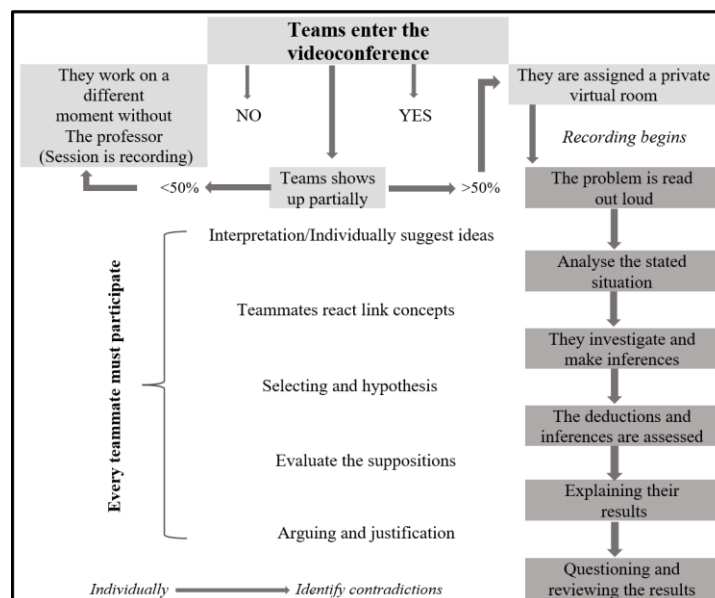 Teams enter the
videoconference
They work on a
different
moment without
The professor
(Session is recording)
NO
YES
They are assigned a private
virtual room
Recording begins
<50%
Teams shows
up partially
>50%
The problem is read
out loud
Analyse the stated
situation
They investigate and
make inferences
The deductions and
inferences are assessed
Explaining their
results
Questioning and
reviewing the results
Every teammate must participate
Interpretation/Individually suggest ideas
Teammates react link concepts
Selecting and hypothesis
Evaluate the suppositions
Arguing and justification
Individually
Identify contradictions